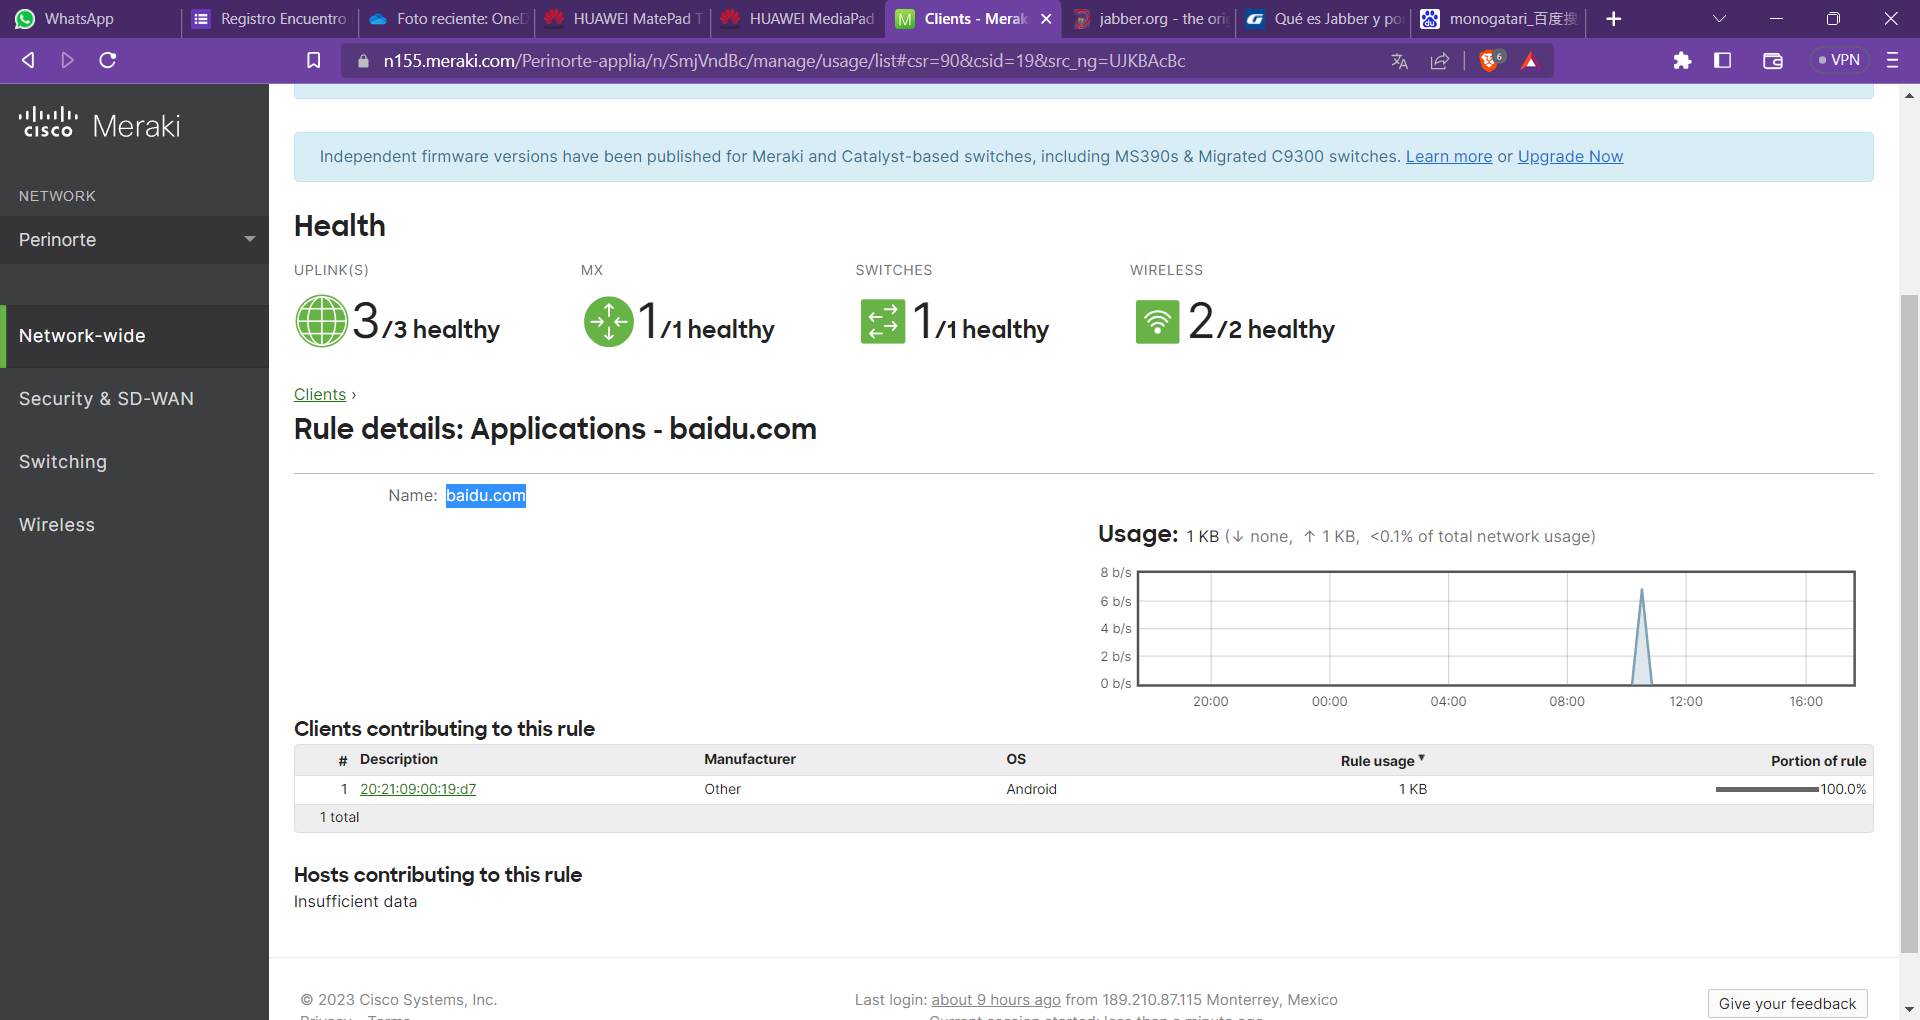 WhatsApp
Registro Encuentro
Foto reciente: OneD
HUAWEI MatePad T
HUAWEI MediaPad
Clients - Merak
jabber.org - the ori
Qué es Jabber y po
monogatari_百度搜
n155.meraki.com/Perinorte-applia/n/SmjVndBc/manage/usage/list#csr=90&csid=19&src_ng=UJKBAcBc
6
VPN
cisco Meraki
NETWORK
Perinorte
Network-wide
Security & SD-WAN
Switching
Wireless
Independent firmware versions have been published for Meraki and Catalyst-based switches, including MS390s & Migrated C9300 switches. Learn more or Upgrade Now
Health
UPLINK(S)
MX
SWITCHES
WIRELESS
3/3 healthy
1/1 healthy
1/1 healthy
2/2 healthy
Clients ›
Rule details: Applications - baidu.com
Name: baidu.com
Usage: 1 KB (↓ none, ↑ 1 KB, <0.1% of total network usage)
8 b/s
6 b/s
4 b/s
2 b/s
0 b/s
20:00
00:00
04:00
08:00
12:00
16:00
Clients contributing to this rule
# Description Manufacturer OS Rule usage ▼ Portion of rule
1 20:21:09:00:19:d7 Other Android 1 KB 100.0%
1 total
Hosts contributing to this rule
Insufficient data
© 2023 Cisco Systems, Inc.
Last login: about 9 hours ago from 189.210.87.115 Monterrey, Mexico
Give your feedback
Privacy - Terms
Current session started: less than a minute ago